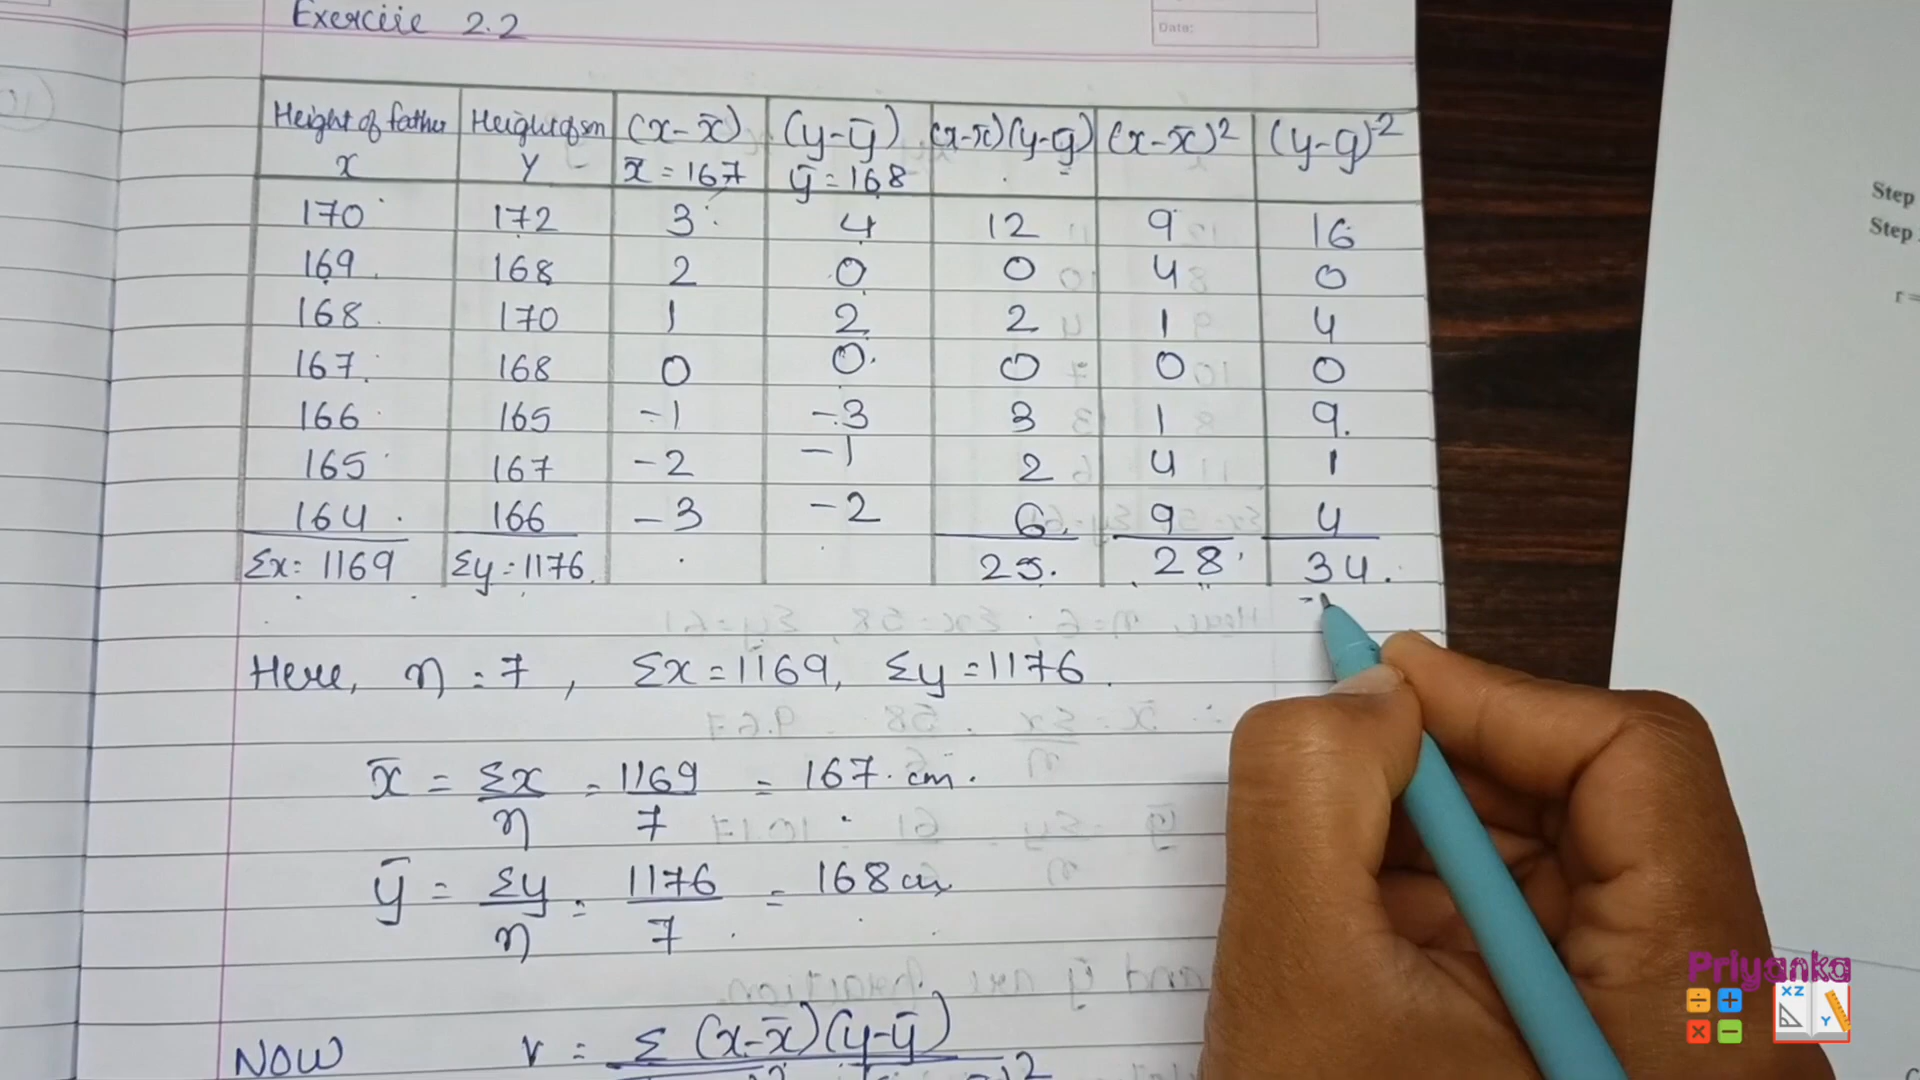 Exercise 2.2
Date:
Height of father x | Height of son Y | (x-x̄) x̄ = 167 | (y-ȳ) ȳ = 168 | (x-x̄)(y-ȳ) | (x-x̄)² | (y-ȳ)²
170 172 3 4 12 9 16
169 168 2 0 0 4 0
168 170 1 2 2 1 4
167 168 0 0 0 0 0
166 165 -1 -3 3 1 9
165 167 -2 -1 2 4 1
164 166 -3 -2 6 9 4
Σx = 1169 Σy = 1176 25 28 34
Here, n = 7, Σx = 1169, Σy = 1176
x̄ = Σx/n = 1169/7 = 167 cm.
ȳ = Σy/n = 1176/7 = 168 cm
NOW r = Σ (x-x̄)(y-ȳ)
Step
Step
r =
Priyanka
XZ
Y